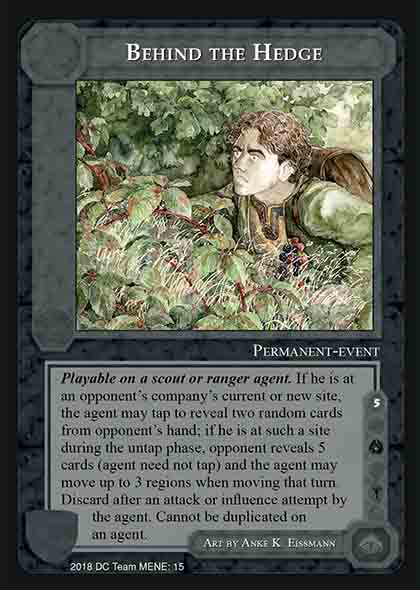 Behind the Hedge
Permanent-event
Playable on a scout or ranger agent. If he is at
an opponent's company's current or new site,
the agent may tap to reveal two random cards
from opponent's hand; if he is at such a site
during the untap phase, opponent reveals 5
cards (agent need not tap) and the agent may
move up to 3 regions when moving that turn.
Discard after an attack or influence attempt by
the agent. Cannot be duplicated on
an agent.
5
Art by Anke K. Eissmann
2018 DC Team MENE: 15